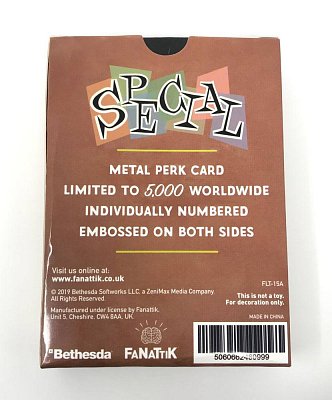 SPECIAL
METAL PERK CARD
LIMITED TO 5,000 WORLDWIDE
INDIVIDUALLY NUMBERED
EMBOSSED ON BOTH SIDES
Visit us online at:
www.fanattik.co.uk
FLT-15A
© 2019 Bethesda Softworks LLC. a ZeniMax Media Company.
All Rights Reserved.
This is not a toy.
For decoration only.
Manufactured under license by Fanattik.
Unit 5, Cheshire, CW4 8AA, UK.
MADE IN CHINA
Bethesda
FANATTIK